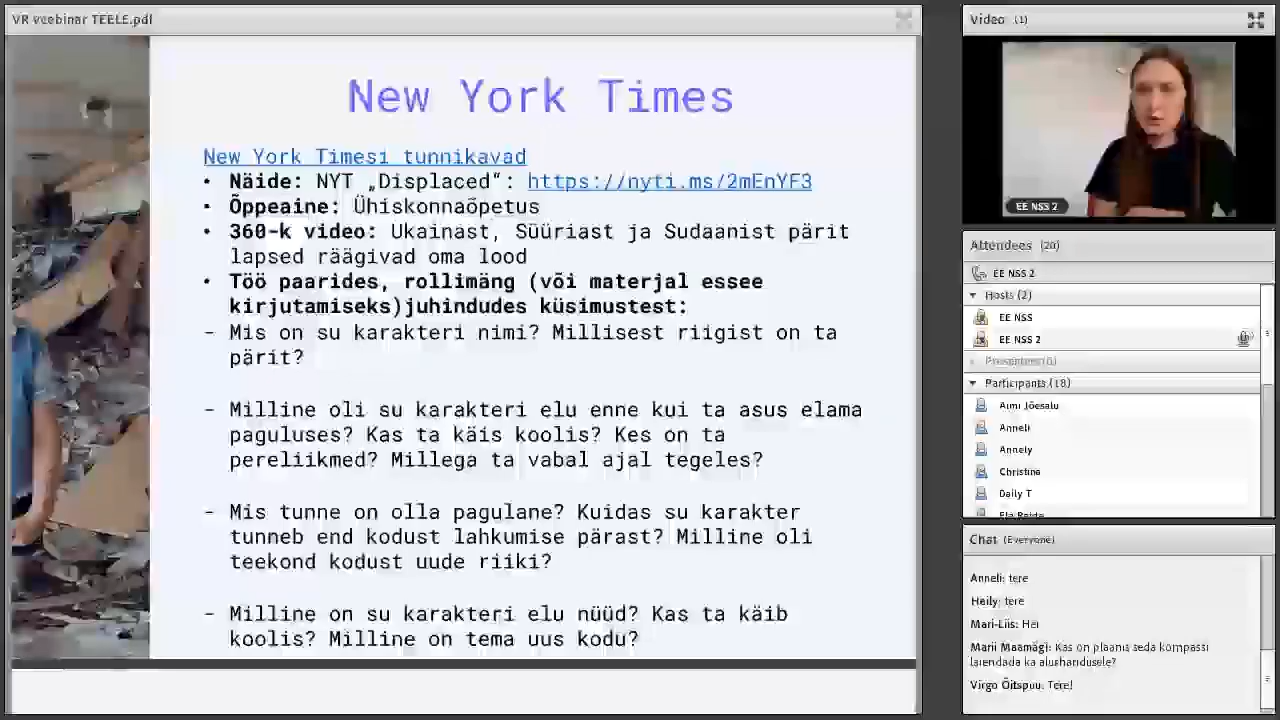 VR veebinar TEELE.pdf
New York Times
New York Timesi tunnikavad
• Näide: NYT „Displaced“: https://nyti.ms/2mEnYF3
• Õppeaine: Ühiskonnaõpetus
• 360-k video: Ukainast, Süüriast ja Sudaanist pärit
lapsed räägivad oma lood
• Töö paarides, rollimäng (või materjal essee
kirjutamiseks)juhindudes küsimustest:
- Mis on su karakteri nimi? Millisest riigist on ta
pärit?
- Milline oli su karakteri elu enne kui ta asus elama
paguluses? Kas ta käis koolis? Kes on ta
pereliikmed? Millega ta vabal ajal tegeles?
- Mis tunne on olla pagulane? Kuidas su karakter
tunneb end kodust lahkumise pärast? Milline oli
teekond kodust uude riiki?
- Milline on su karakteri elu nüüd? Kas ta käib
koolis? Milline on tema uus kodu?
Video (1)
EE NSS 2
Attendees (20)
EE NSS 2
Hosts (2)
EE NSS
EE NSS 2
Presenters (0)
Participants (18)
Aimi Jõesalu
Anneli
Annely
Christina
Daily T
Chat (Everyone)
Anneli: tere
Haily: tere
Mari-Liis: Hei
Marii Maamägi: Kas on plaanis seda kompassi
laiendada ka alusharidusele?
Virgo Õitspuu: Tere!